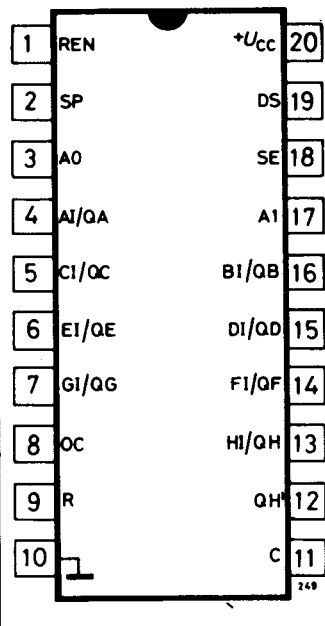 1 REN +UCC 20
2 SP DS 19
3 A0 SE 18
4 AI/QA A1 17
5 CI/QC BI/QB 16
6 EI/QE DI/QD 15
7 GI/QG FI/QF 14
8 OC HI/QH 13
9 R QH' 12
10 C 11
249